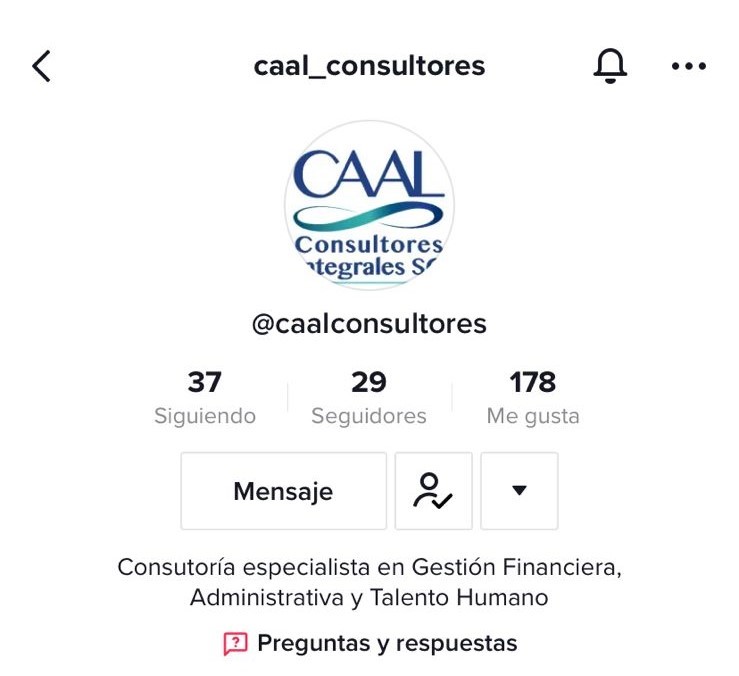 caal_consultores
CAAL
Consultores
ntegrales SC
@caalconsultores
37 29 178
Siguiendo Seguidores Me gusta
Mensaje
Consutoría especialista en Gestión Financiera,
Administrativa y Talento Humano
Preguntas y respuestas